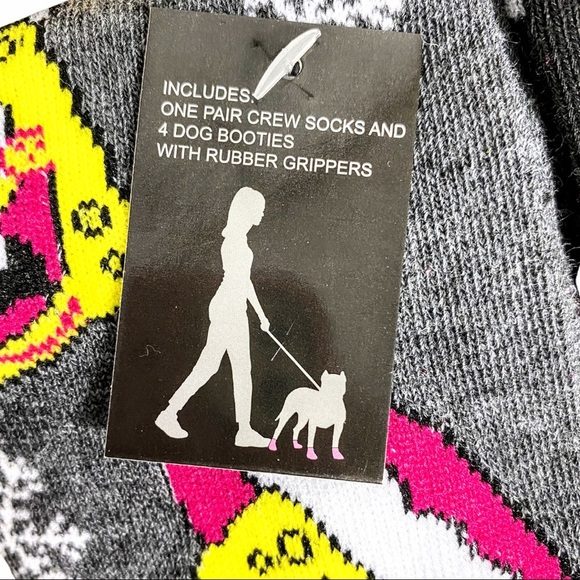 INCLUDES:
ONE PAIR CREW SOCKS AND
4 DOG BOOTIES
WITH RUBBER GRIPPERS